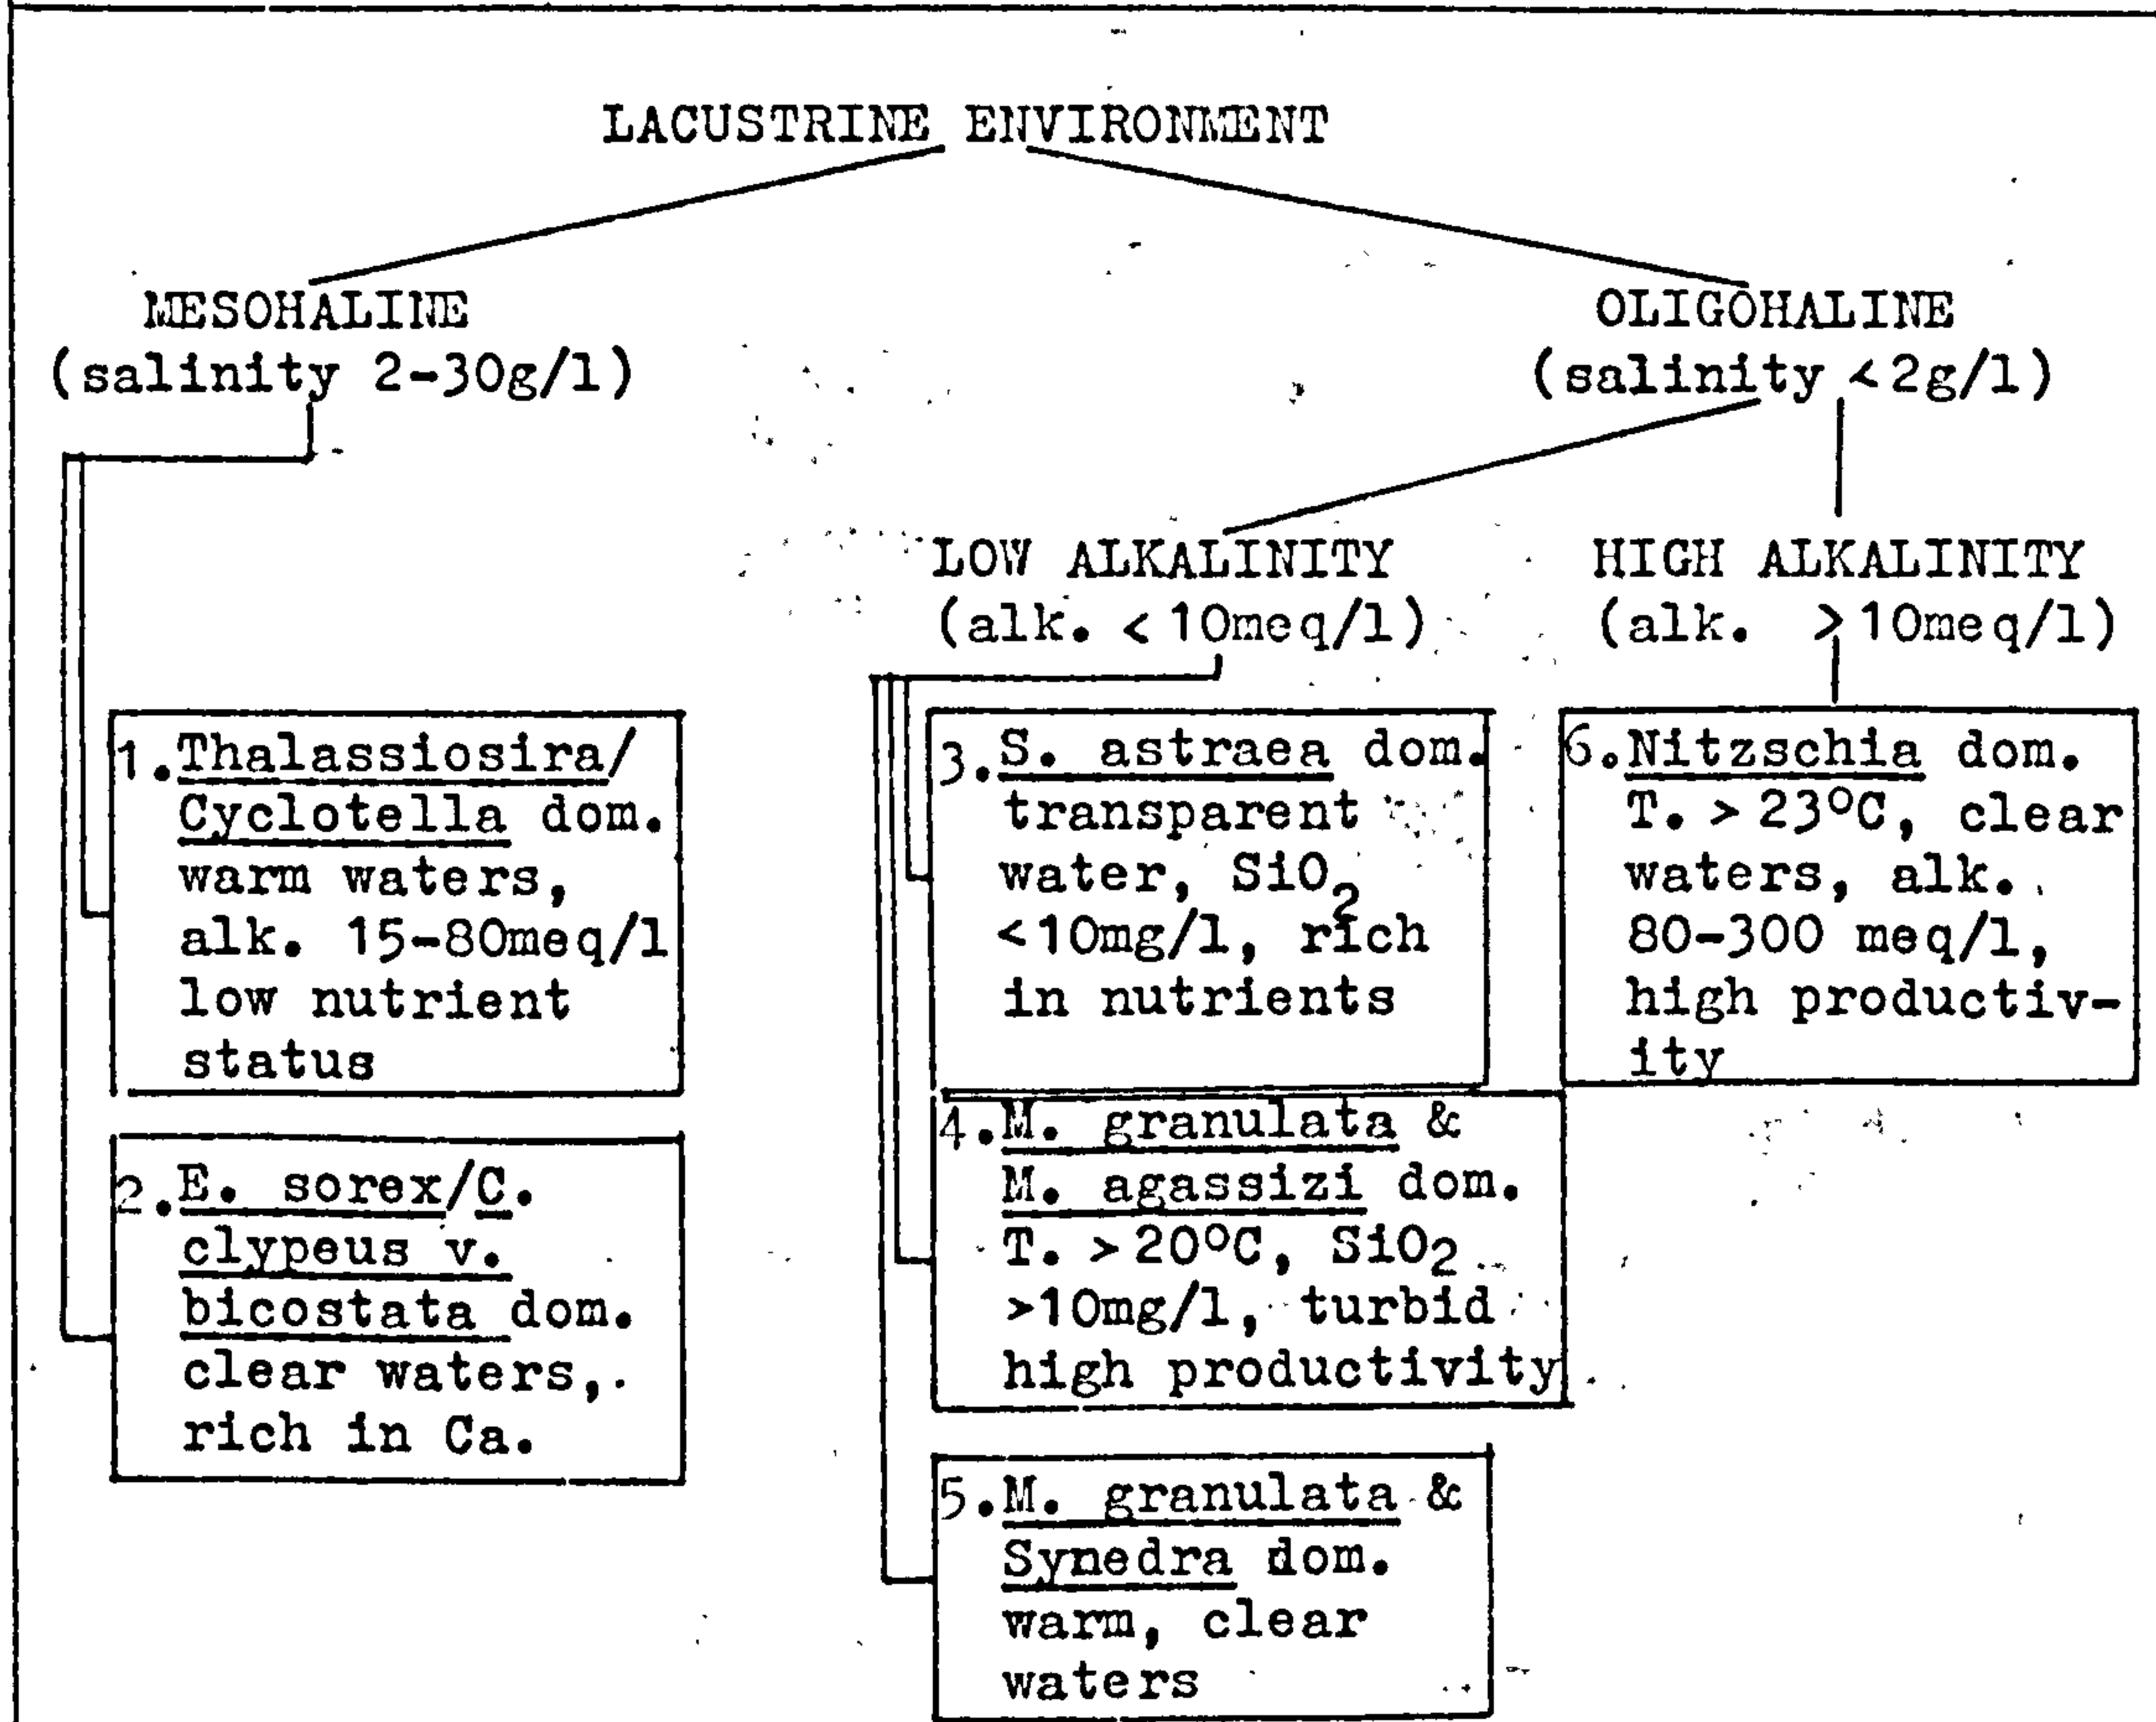 LACUSTRINE ENVIRONMENT
MESOHALINE
(salinity 2-30g/l)
OLIGOHALINE
(salinity <2g/l)
LOW ALKALINITY
(alk. <10meq/l)
HIGH ALKALINITY
(alk. >10meq/l)
1.Thalassiosira/
Cyclotella dom.
warm waters,
alk. 15-80meq/l
low nutrient
status
2.E. sorex/C.
clypeus v.
bicostata dom.
clear waters,
rich in Ca.
3.S. astraea dom.
transparent
water, SiO2
<10mg/l, rich
in nutrients
4.M. granulata &
M. agassizi dom.
T. >20°C, SiO2
>10mg/l, turbid
high productivity
5.M. granulata &
Synedra dom.
warm, clear
waters
6.Nitzschia dom.
T. >23°C, clear
waters, alk.
80-300 meq/l,
high productiv-
ity